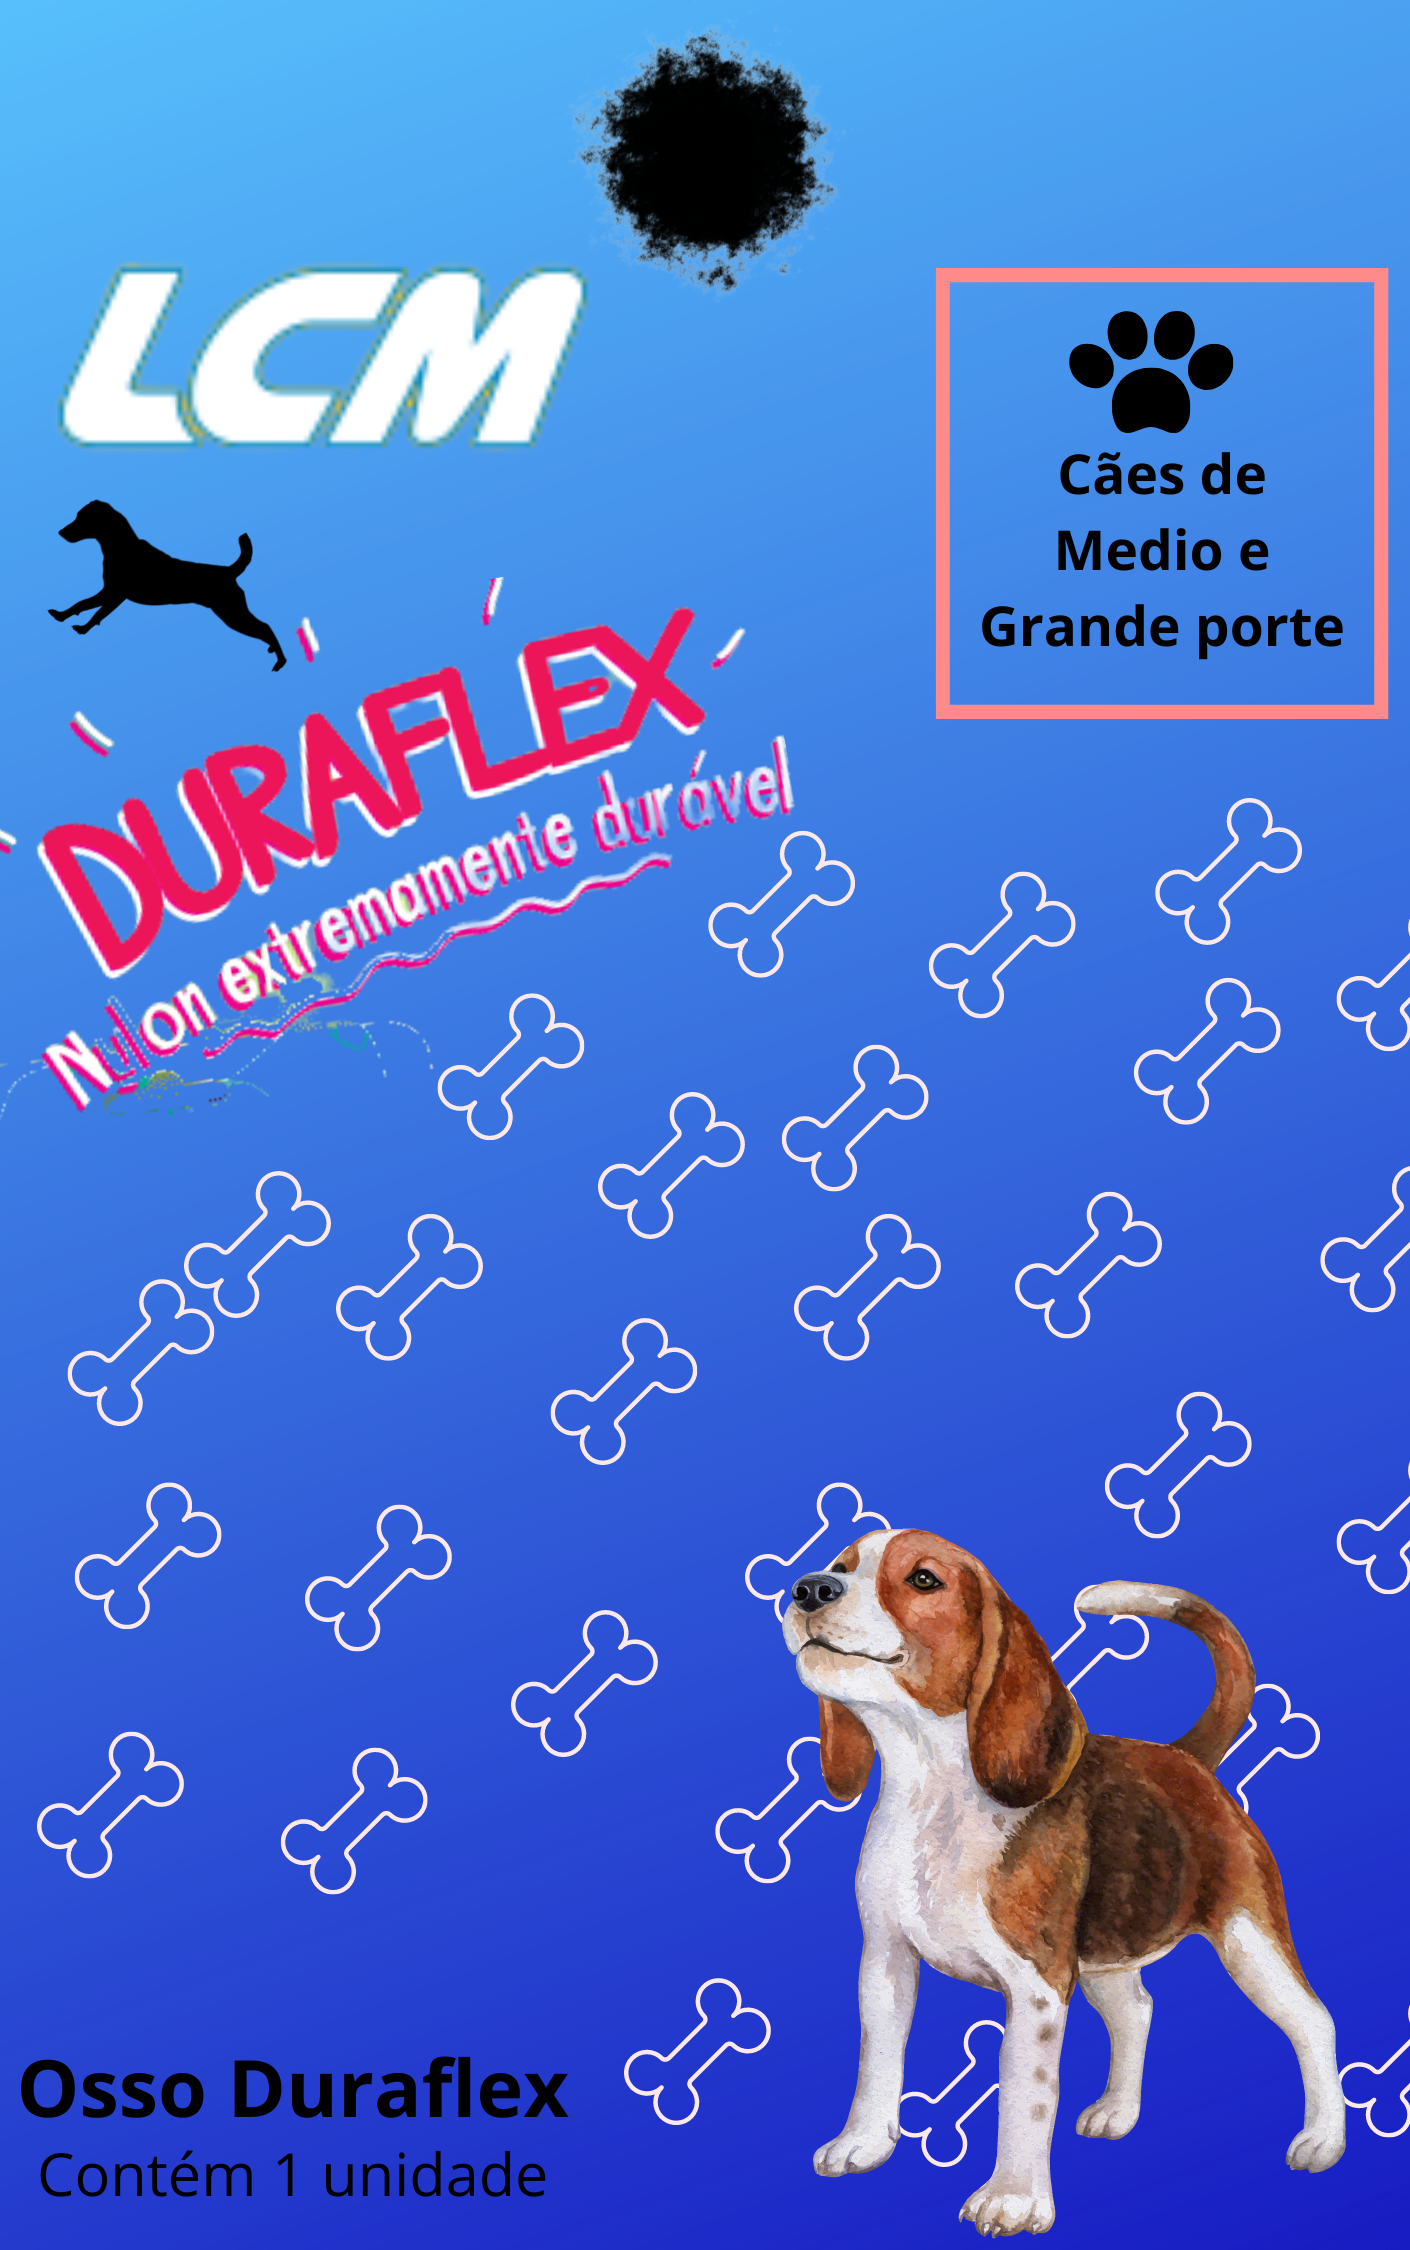 LCM
Cães de
Medio e
Grande porte
DURAFLEX
Nylon extremamente durável
Osso Duraflex
Contém 1 unidade